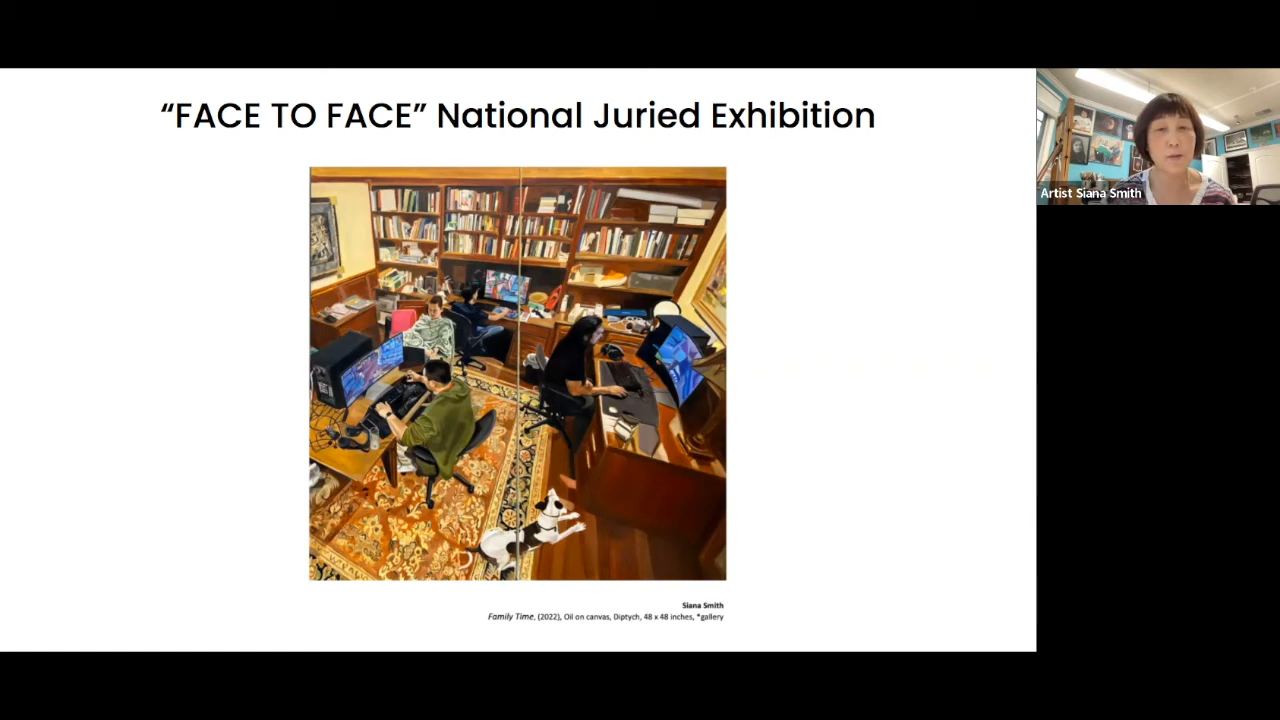 “FACE TO FACE” National Juried Exhibition
Artist Siana Smith
Siana Smith
Family Time, (2022), Oil on canvas, Diptych, 48 x 48 inches, *gallery